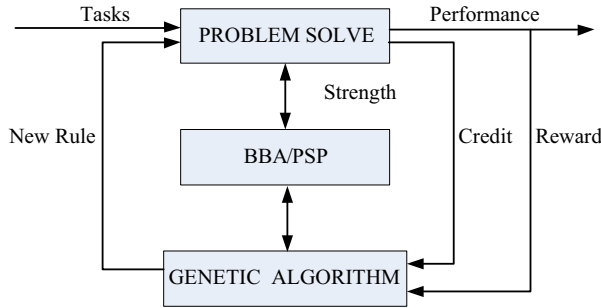 Tasks
Performance
PROBLEM SOLVE
Strength
New Rule
BBA/PSP
Credit
Reward
GENETIC ALGORITHM